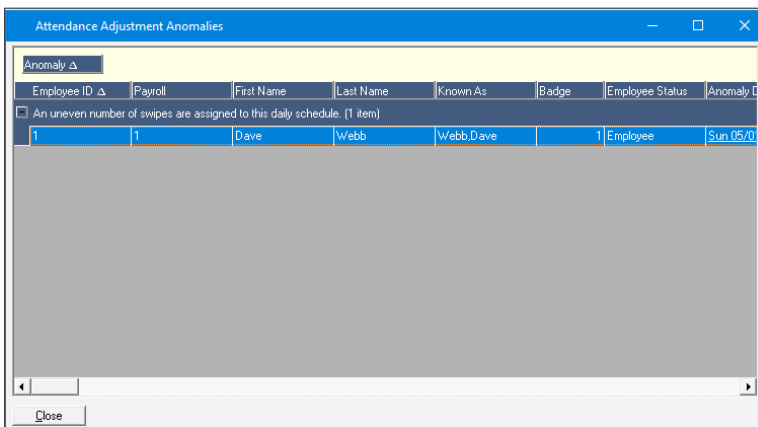 Attendance Adjustment Anomalies
Anomaly Δ
Employee ID Δ Payroll First Name Last Name Known As Badge Employee Status Anomaly D
An uneven number of swipes are assigned to this daily schedule. (1 item)
1 1 Dave Webb Webb,Dave 1 Employee Sun 05/0
Close